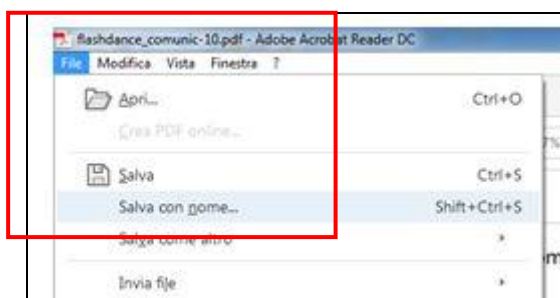 flashdance_comunic-10.pdf - Adobe Acrobat Reader DC
File Modifica Vista Finestra ?
Apri... Ctrl+O
Crea PDF online...
Salva Ctrl+S
Salva con nome... Shift+Ctrl+S
Salva come altro
Invia file